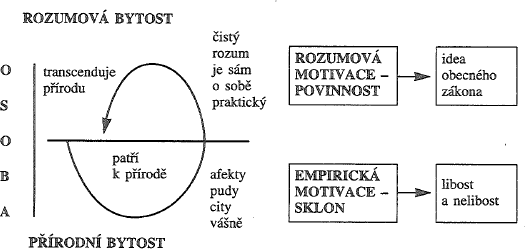 ROZUMOVÁ BYTOST
O
S
O
B
A
transcenduje
přírodu
čistý
rozum
je sám
o sobě
praktický
patří
k přírodě
afekty
pudy
city
vášně
PŘÍRODNÍ BYTOST
ROZUMOVÁ
MOTIVACE –
POVINNOST
idea
obecného
zákona
EMPIRICKÁ
MOTIVACE –
SKLON
libost
a nelibost